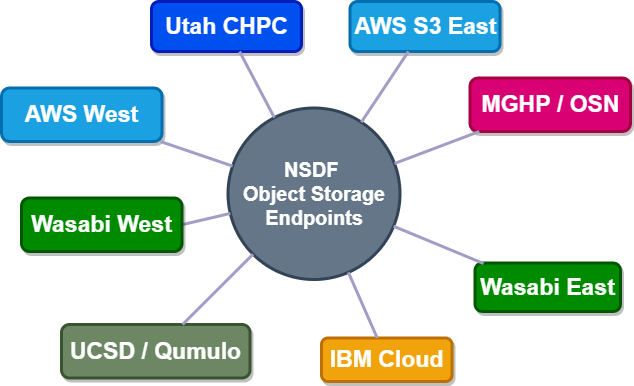 Utah CHPC
AWS S3 East
AWS West
MGHP / OSN
NSDF
Object Storage
Endpoints
Wasabi West
Wasabi East
UCSD / Qumulo
IBM Cloud